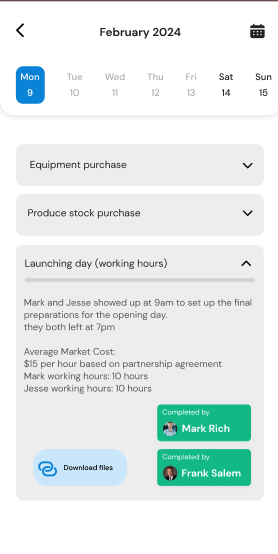 February 2024
Mon Tue Wed Thu Fri Sat Sun
9 10 11 12 13 14 15
Equipment purchase
Produce stock purchase
Launching day (working hours)
Mark and Jesse showed up at 9am to set up the final
preparations for the opening day.
they both left at 7pm
Average Market Cost:
$15 per hour based on partnership agreement
Mark working hours: 10 hours
Jesse working hours: 10 hours
Completed by
Mark Rich
Download files
Completed by
Frank Salem